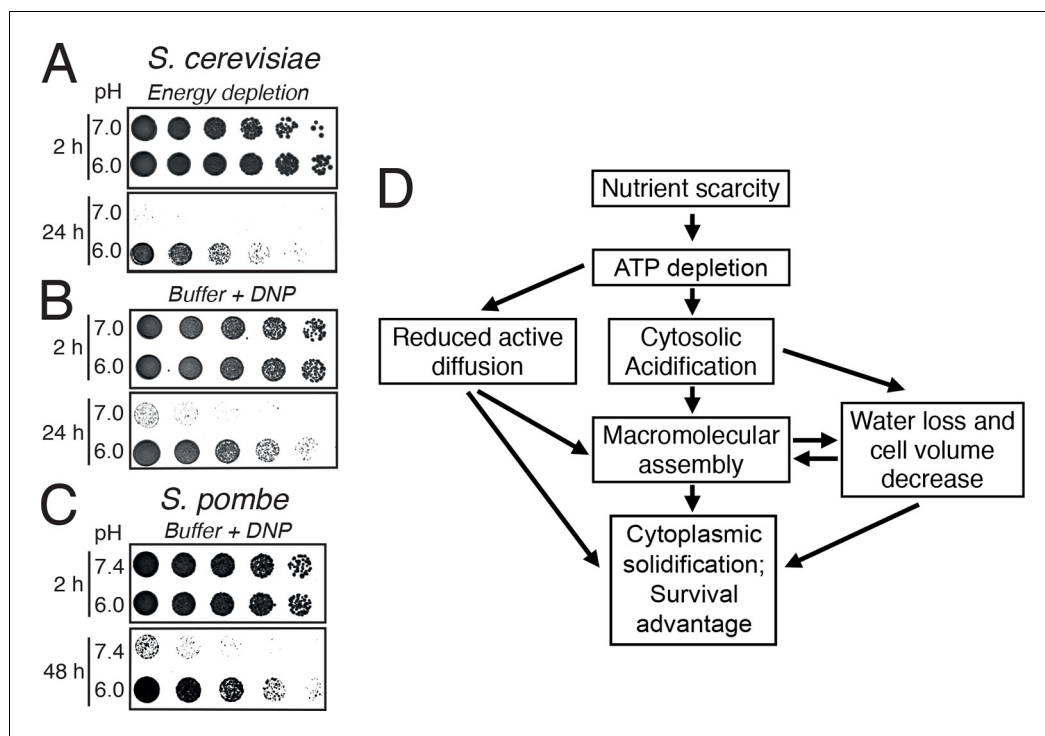 A
S. cerevisiae
pH
Energy depletion
2 h
7.0
6.0
24 h
7.0
6.0
B
Buffer + DNP
2 h
7.0
6.0
24 h
7.0
6.0
C
S. pombe
pH
Buffer + DNP
2 h
7.4
6.0
48 h
7.4
6.0
D
Nutrient scarcity
ATP depletion
Reduced active
diffusion
Cytosolic
Acidification
Macromolecular
assembly
Water loss and
cell volume
decrease
Cytoplasmic
solidification;
Survival
advantage